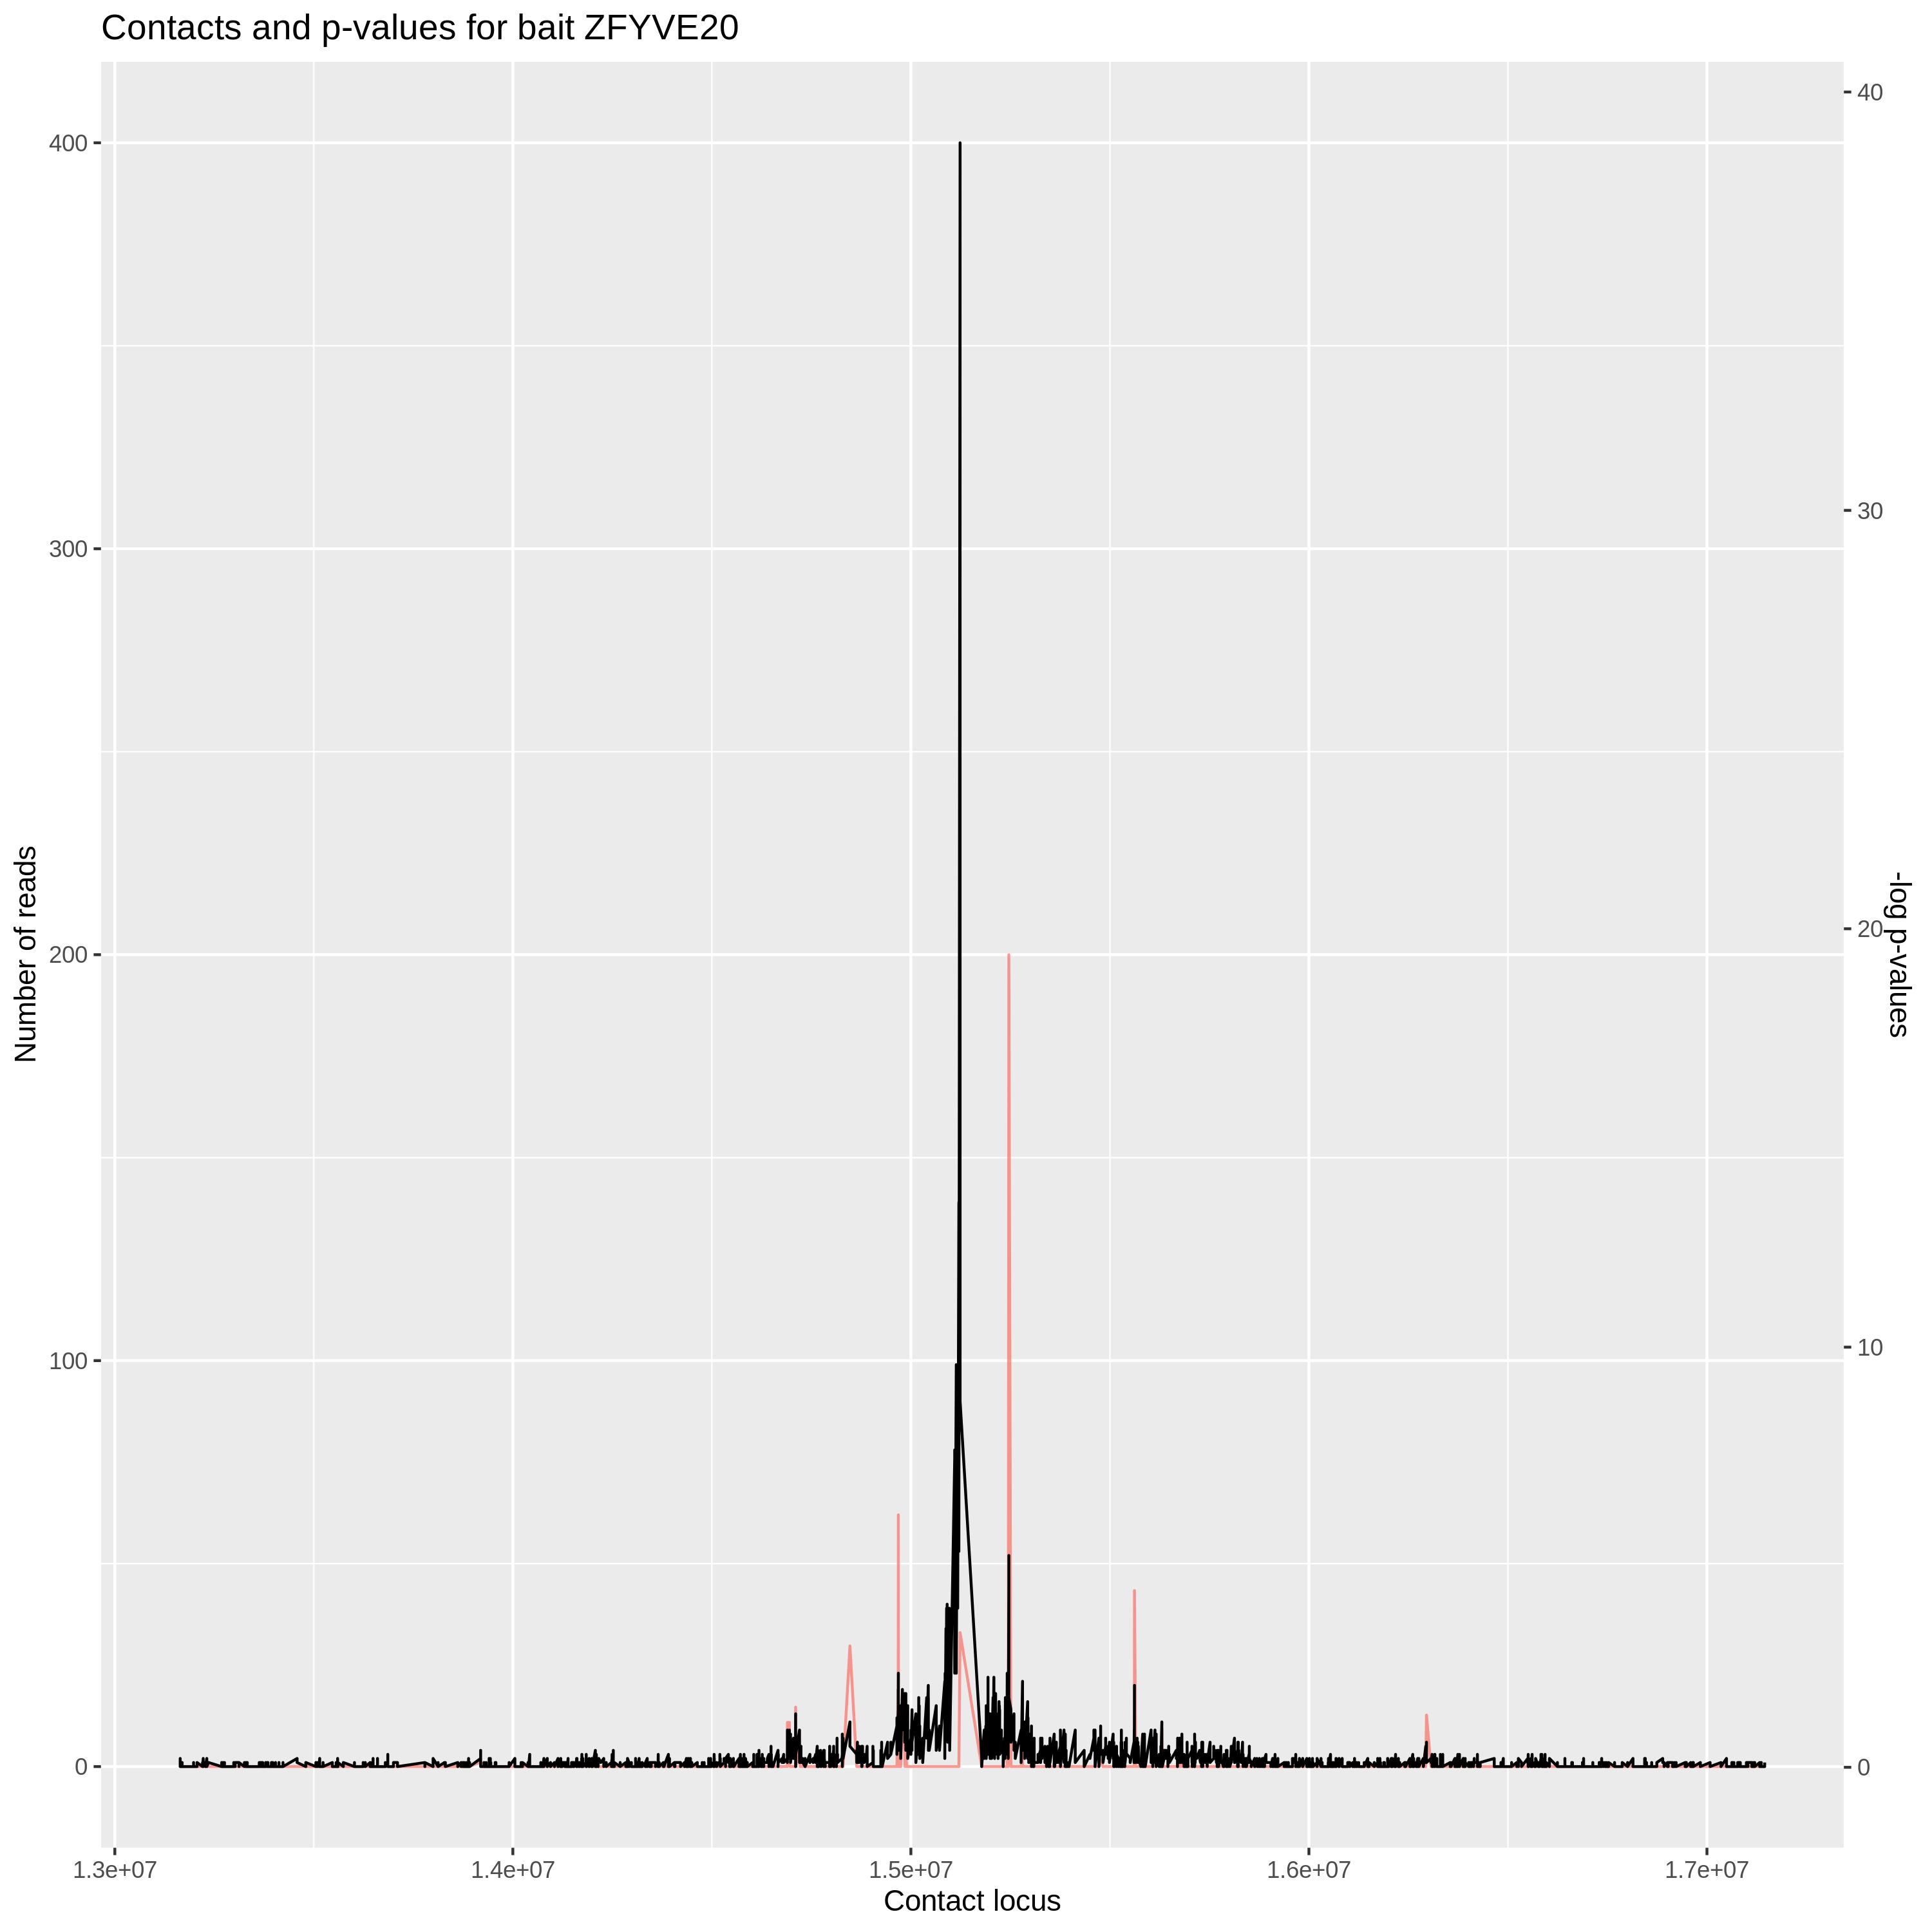 Contacts and p-values for bait ZFYVE20
400
300
200
100
0
Number of reads
40
30
20
10
0
-log p-values
1.3e+07
1.4e+07
1.5e+07
1.6e+07
1.7e+07
Contact locus